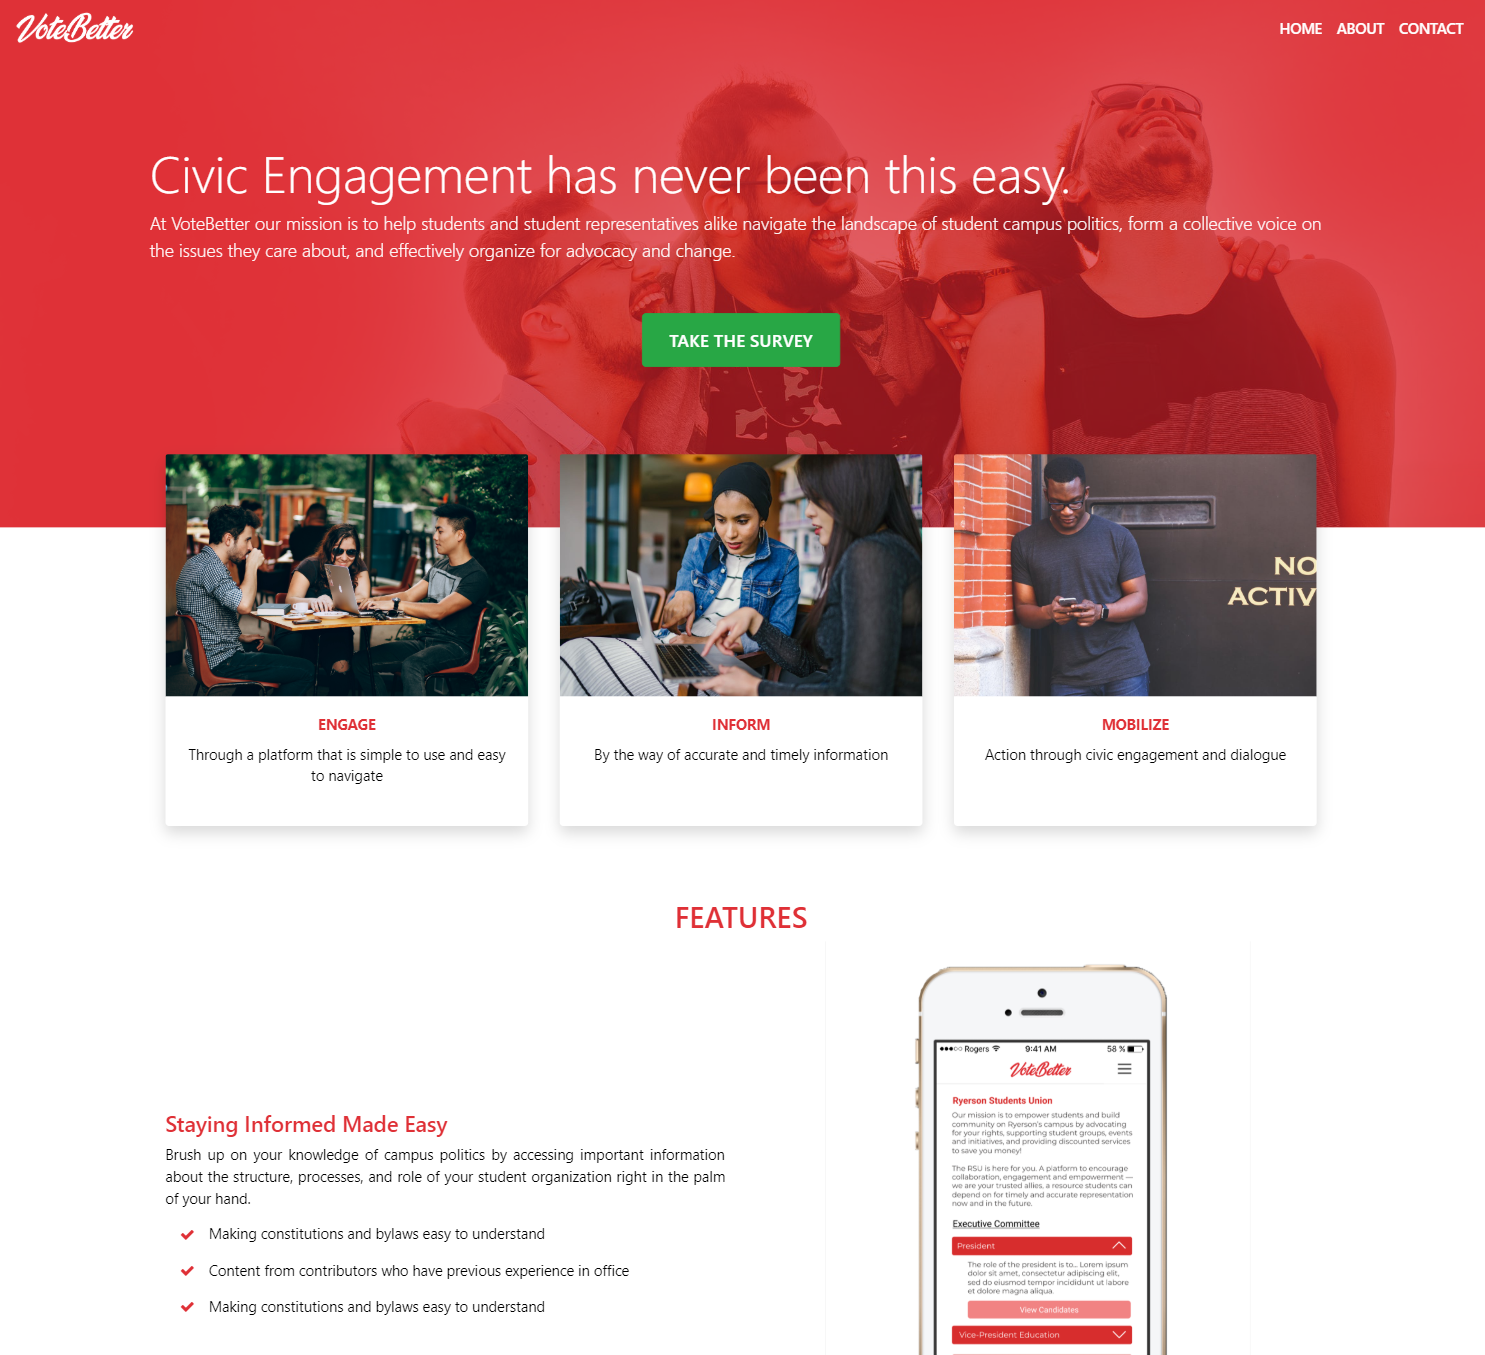 VoteBetter
HOME ABOUT CONTACT
Civic Engagement has never been this easy.
At VoteBetter our mission is to help students and student representatives alike navigate the landscape of student campus politics, form a collective voice on
the issues they care about, and effectively organize for advocacy and change.
TAKE THE SURVEY
NO
ACTIV
ENGAGE
Through a platform that is simple to use and easy
to navigate
INFORM
By the way of accurate and timely information
MOBILIZE
Action through civic engagement and dialogue
FEATURES
Staying Informed Made Easy
Brush up on your knowledge of campus politics by accessing important information
about the structure, processes, and role of your student organization right in the palm
of your hand.
Making constitutions and bylaws easy to understand
Content from contributors who have previous experience in office
Making constitutions and bylaws easy to understand
Rogers 9:41 AM 58 %
VoteBetter
Ryerson Students Union
Our mission is to empower students and build
community on Ryerson's campus by advocating
for your rights, supporting student groups, events
and initiatives, and providing discounted services
to save you money!
The RSU is here for you. A platform to encourage
collaboration, engagement and empowerment —
we are your trusted allies, a resource students can
depend on for timely and accurate representation
now and in the future.
Executive Committee
President
The role of the president is to... Lorem ipsum
dolor sit amet, consectetur adipiscing elit,
sed do eiusmod tempor incididunt ut labore
et dolore magna aliqua.
View Candidates
Vice-President Education